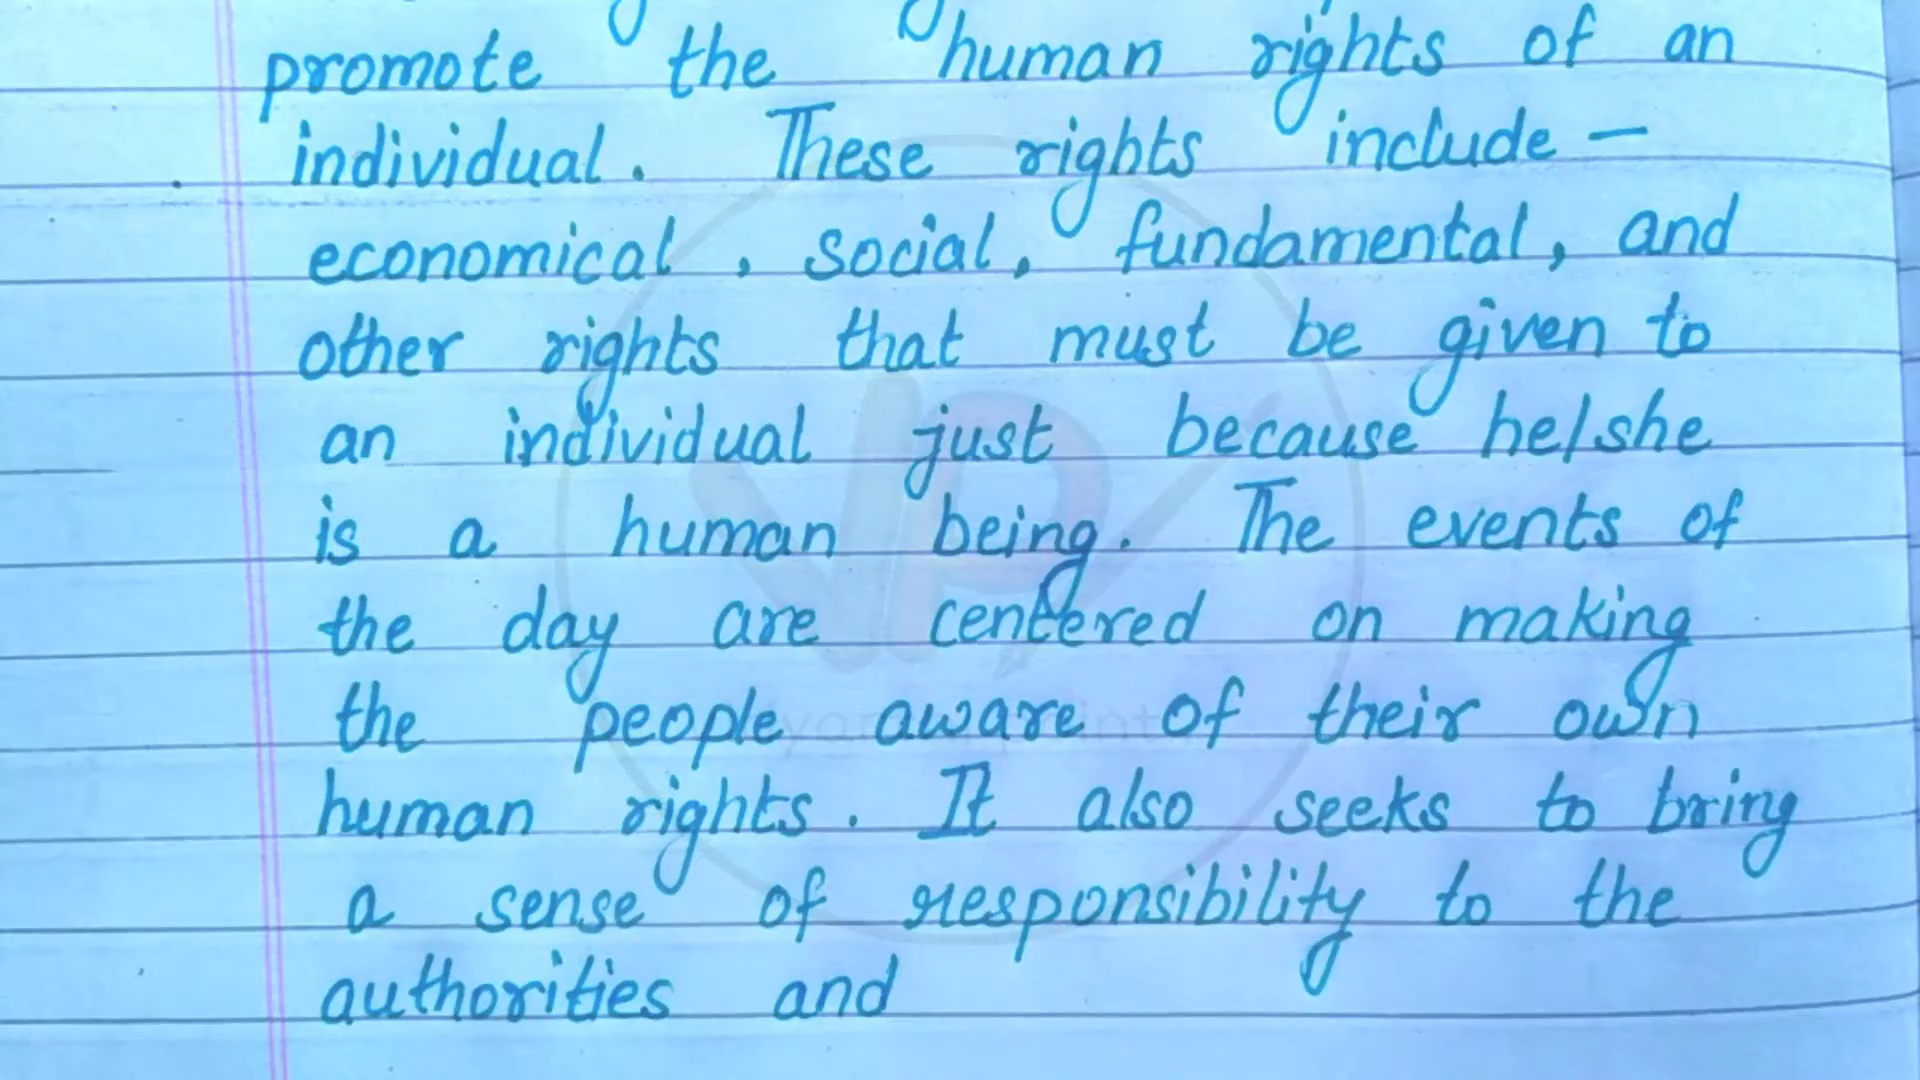 promote the human rights of an
individual. These rights include -
economical, social, fundamental, and
other rights that must be given to
an individual just because he/she
is a human being. The events of
the day are centered on making
the people aware of their own
human rights. It also seeks to bring
a sense of responsibility to the
authorities and